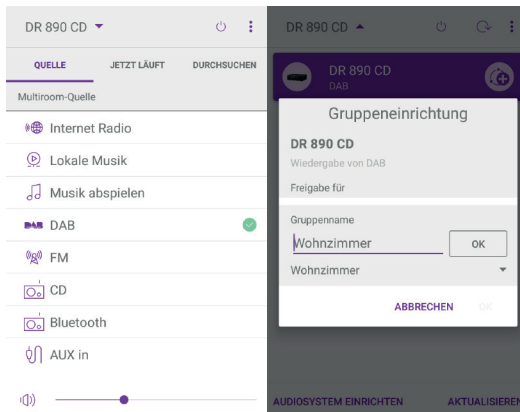 DR 890 CD
QUELLE JETZT LÄUFT DURCHSUCHEN
Multiroom-Quelle
Internet Radio
Lokale Musik
Musik abspielen
DAB DAB
FM
CD
Bluetooth
AUX in
DR 890 CD
DR 890 CD
DAB
Gruppeneinrichtung
DR 890 CD
Wiedergabe von DAB
Freigabe für
Gruppenname
Wohnzimmer OK
Wohnzimmer
ABBRECHEN OK
AUDIOSYSTEM EINRICHTEN AKTUALISIEREN